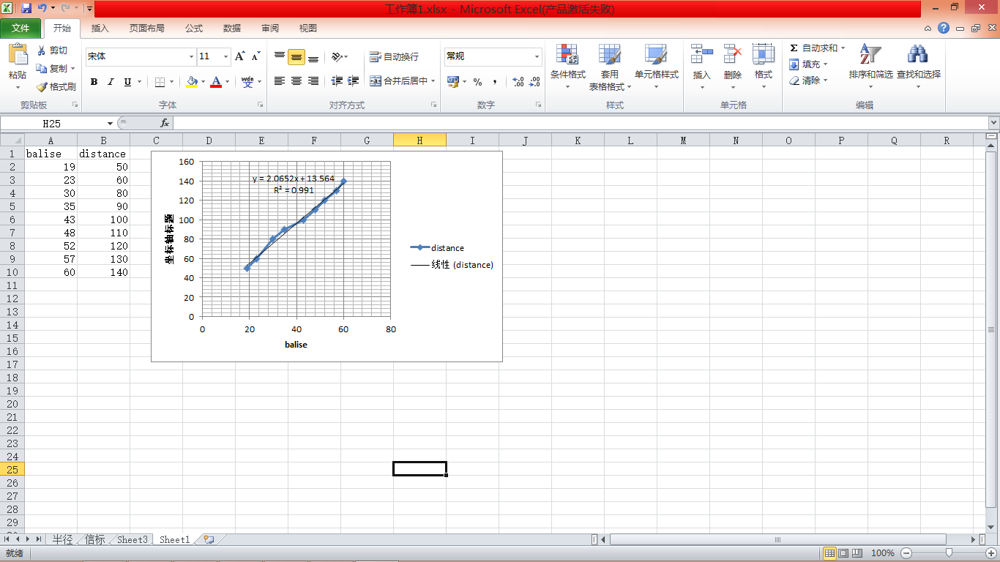 工作簿1.xlsx - Microsoft Excel(产品激活失败)
文件 开始 插入 页面布局 公式 数据 审阅 视图
粘贴 剪切 复制 格式刷 剪贴板
宋体 11 B I U A A A wén 字体
自动换行 合并后居中 对齐方式
常规 % , .00 数字
条件格式 套用表格格式 单元格样式 样式
插入 删除 格式 单元格
Σ 自动求和 填充 清除 排序和筛选 查找和选择 编辑
H25 fx
A B C D E F G H I J K L M N O P Q R
1 balise distance
2 19 50
3 23 60
4 30 80
5 35 90
6 43 100
7 48 110
8 52 120
9 57 130
10 60 140
11
12
13
14
15
16
17
18
19
20
21
22
23
24
25
26
27
28
29
160
140
120
100
80
60
40
20
0
坐标轴标题
y = 2.0652x + 13.564
R² = 0.991
0 20 40 60 80
balise
distance
线性 (distance)
半径 信标 Sheet3 Sheet1
就绪 100%